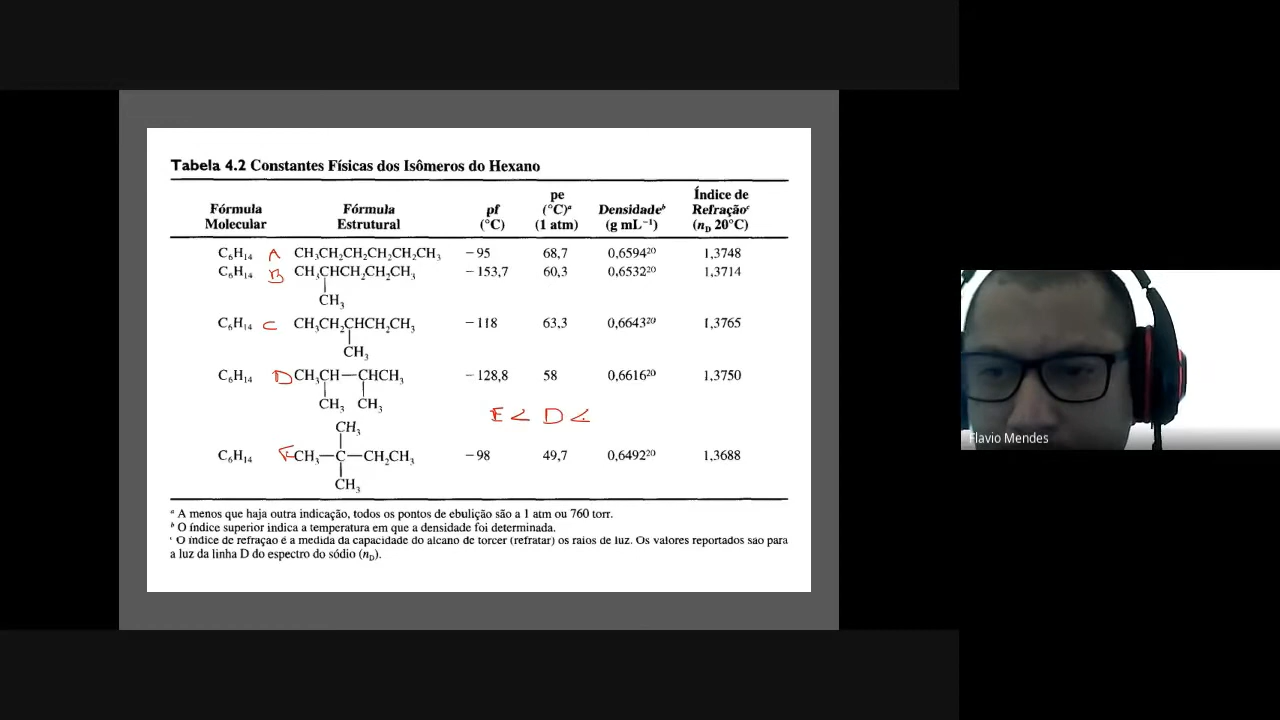 Tabela 4.2 Constantes Físicas dos Isômeros do Hexano
Fórmula Molecular Fórmula Estrutural pf (°C) pe (°C)ᵃ (1 atm) Densidadeᵇ (g mL⁻¹) Índice de Refraçãoᶜ (n_D 20°C)
C₆H₁₄ A CH₃CH₂CH₂CH₂CH₂CH₃ −95 68,7 0,6594²⁰ 1,3748
C₆H₁₄ B CH₃CHCH₂CH₂CH₃ −153,7 60,3 0,6532²⁰ 1,3714
CH₃
C₆H₁₄ C CH₃CH₂CHCH₂CH₃ −118 63,3 0,6643²⁰ 1,3765
CH₃
C₆H₁₄ D CH₃CH—CHCH₃ −128,8 58 0,6616²⁰ 1,3750
CH₃ CH₃
E < D <
CH₃
C₆H₁₄ E CH₃—C—CH₂CH₃ −98 49,7 0,6492²⁰ 1,3688
CH₃
ᵃ A menos que haja outra indicação, todos os pontos de ebulição são a 1 atm ou 760 torr.
ᵇ O índice superior indica a temperatura em que a densidade foi determinada.
ᶜ O índice de refração é a medida da capacidade do alcano de torcer (refratar) os raios de luz. Os valores reportados são para
a luz da linha D do espectro do sódio (n_D).
Flavio Mendes